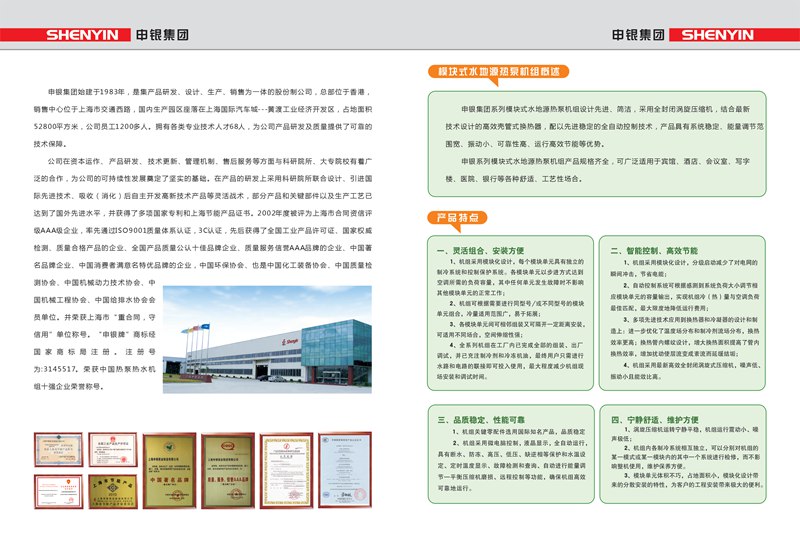 SHENYIN 申银集团
申银集团 SHENYIN
申银集团始建于1983年，是集产品研发、设计、生产、销售为一体的股份制公司，总部位于香港，
销售中心位于上海市交通西路，国内生产园区座落在上海国际汽车城---黄渡工业经济开发区，占地面积
52800平方米，公司员工1200多人。拥有各类专业技术人才68人，为公司产品研发及质量提供了可靠的
技术保障。
公司在资本运作、产品研发、技术更新、管理机制、售后服务等方面与科研院所、大专院校有着广
泛的合作，为公司的可持续性发展奠定了坚实的基础。在产品的研发上采用科研院所联合设计、引进国
际先进技术、吸收（消化）后自主开发高新技术产品等灵活战术，部分产品和关键部件以及生产工艺已
达到了国外先进水平，并获得了多项国家专利和上海节能产品证书。2002年度被评为上海市合同资信评
级AAA级企业，率先通过ISO9001质量体系认证，3C认证，先后获得了全国工业产品许可证、国家权威
检测、质量合格产品的企业、全国产品质量公认十佳品牌企业、质量服务信誉AAA品牌的企业、中国著
名品牌企业、中国消费者满意名特优品牌的企业，中国环保协会、也是中国化工装备协会、中国质量检
测协会、中国机械动力技术协会、中
国机械工程协会、中国给排水协会会
员单位。并荣获上海市“重合同，守
信用”单位称号。“申银牌”商标经
国家商标局注册。注册号
为:3145517。荣获中国热泵热水机
组十强企业荣誉称号。
Shenyin
中国著名品牌
质量、服务、信誉AAA品牌
模块式水地源热泵机组概述
申银集团系列模块式水地源热泵机组设计先进、简洁，采用全封闭涡旋压缩机，结合最新
技术设计的高效壳管式换热器，配以先进稳定的全自动控制技术，产品具有系统稳定、能量调节范
围宽、振动小、可靠性高、运行高效节能等优势。
申银系列模块式水地源热泵机组产品规格齐全，可广泛适用于宾馆、酒店、会议室、写字
楼、医院、银行等各种舒适、工艺性场合。
产品特点
一、灵活组合、安装方便
1、机组采用模块化设计，每个模块单元具有独立的
制冷系统和控制保护系统。各模块单元以步进方式达到
空调所需的负荷容量，其中任何单元发生故障时不影响
其他模块单元的正常工作；
2、机组可根据需要进行同型号/或不同型号的模块
单元组合。冷量适用范围广，易于拓展；
3、各模块单元间可相邻组装又可隔开一定距离安装，
可适用不同场合，空间伸缩性强；
4、全系列机组在工厂内已完成全部的组装、出厂
调试，并已充注制冷剂和冷冻机油。最终用户只需进行
水路和电路的联接即可投入使用，最大程度减少机组现
场安装和调试时间。
二、智能控制、高效节能
1、机组采用模块化设计，分级启动减少了对电网的
瞬间冲击，节省电能；
2、自动控制系统可根据感测到系统负荷大小调节相
应模块单元的容量输出，实现机组冷（热）量与空调负荷
最佳匹配，最大限度地降低运行费用；
3、多项先进技术应用到换热器和冷凝器的设计和制
造上：进一步优化了温度场分布和制冷剂流场分布，换热
效率更高；换热管内螺纹设计，增大换热面积提高了管内
换热效率，增加扰动使层流变成紊流而延缓结垢；
4、机组采用最新高效全封闭涡旋式压缩机，噪声低、
振动小且能效比高。
三、品质稳定、性能可靠
1、机组关键零配件选用国际知名产品，品质稳定
2、机组采用微电脑控制，液晶显示，全自动运行，
具有断水、防冻、高压、低压、缺逆相等保护和水温设
定、定时温度显示、故障检测和查询、自动进行能量调
节—平衡压缩机磨损、远程控制等功能，确保机组高效
可靠地运行。
四、宁静舒适、维护方便
1、涡旋压缩机运转宁静平稳，机组运行震动小、噪
声极低；
2、机组内各制冷系统相互独立，可以分别对机组的
某一模式或某一模块内的其中一个系统进行检修，而不影
响整机使用，维护保养方便。
3、模块单元体积不巧，占地面积小，模块化设计带
来的分散安装的特性，为客户的工程安装带来极大的便利。